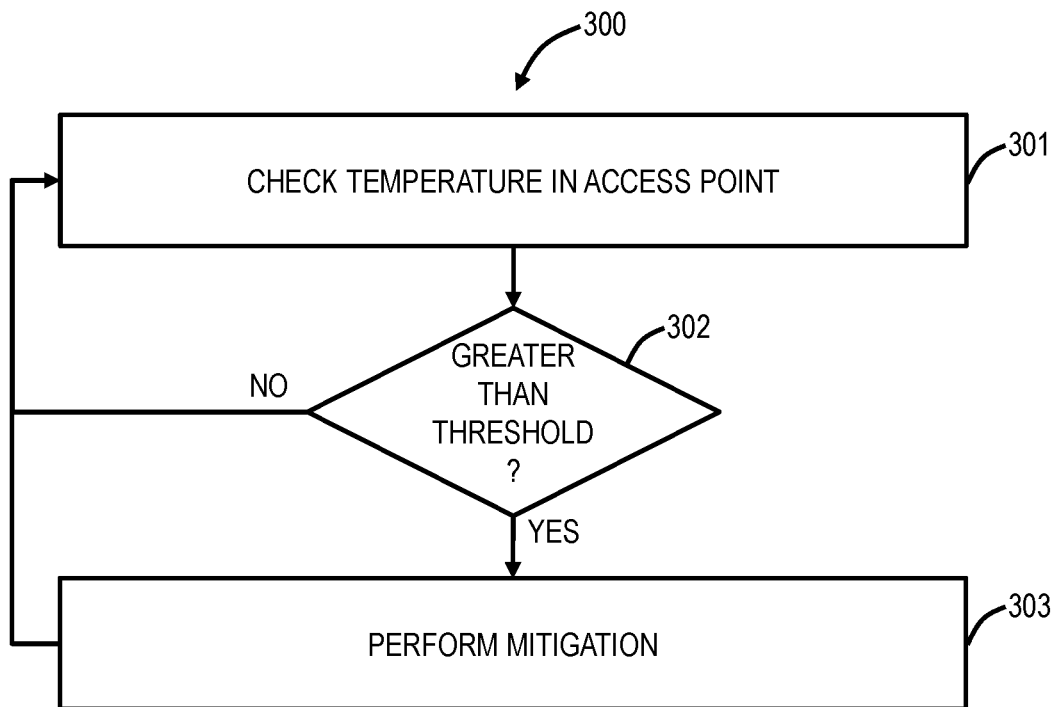 300
CHECK TEMPERATURE IN ACCESS POINT
301
302
GREATER
THAN
THRESHOLD
?
NO
YES
PERFORM MITIGATION
303